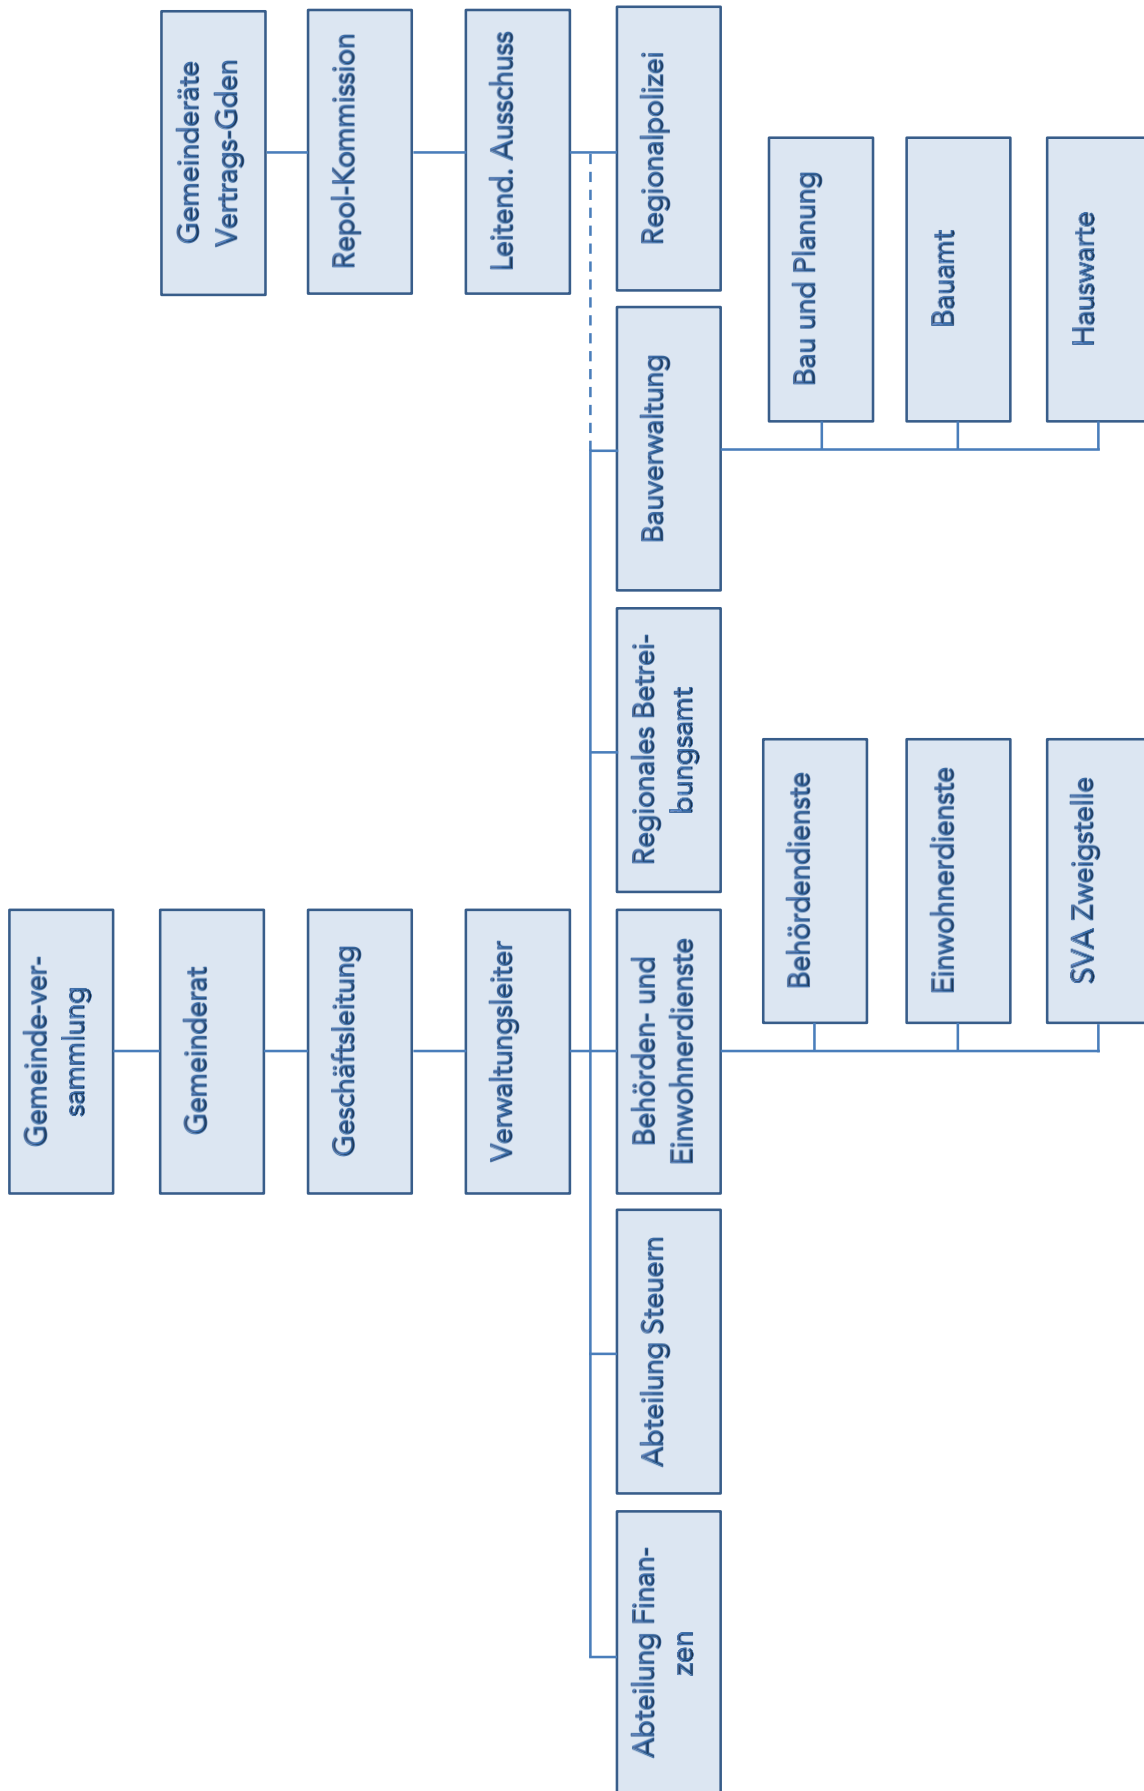 Gemeinde-ver-
sammlung
Gemeinderat
Gemeinderäte
Vertrags-Gden
Geschäftsleitung
Repol-Kommission
Verwaltungsleiter
Leitend. Ausschuss
Abteilung Finan-
zen
Abteilung Steuern
Behörden- und
Einwohnerdienste
Regionales Betrei-
bungsamt
Bauverwaltung
Regionalpolizei
Behördendienste
Bau und Planung
Einwohnerdienste
Bauamt
SVA Zweigstelle
Hauswarte